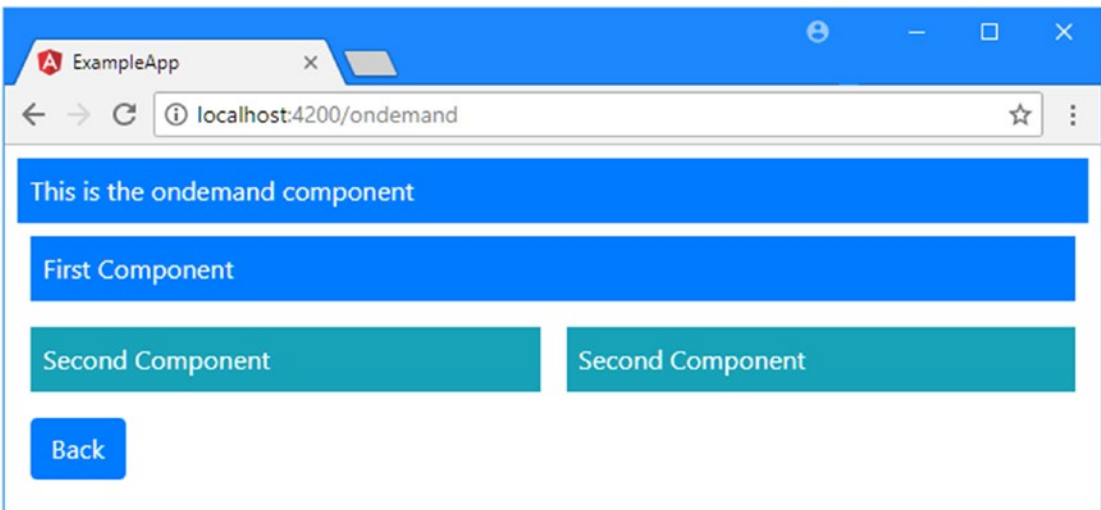 ExampleApp
localhost:4200/ondemand
This is the ondemand component
First Component
Second Component Second Component
Back